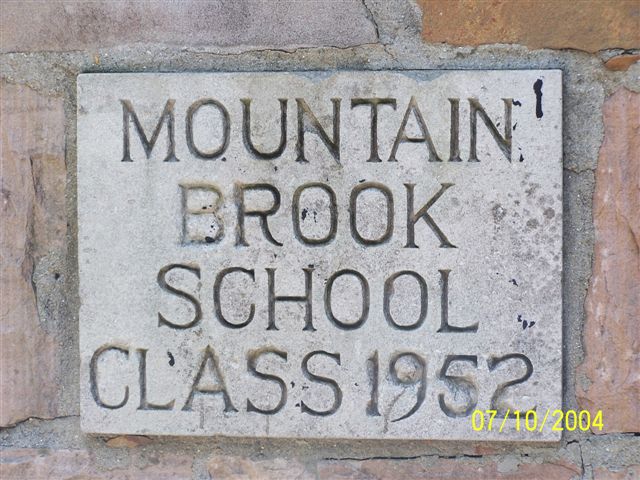 MOUNTAIN
BROOK
SCHOOL
CLASS 1952
07/10/2004